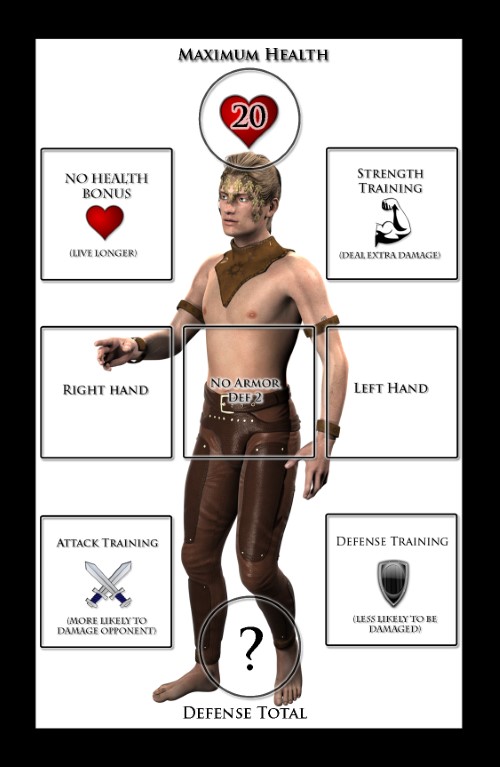 Maximum Health
20
No Health
Bonus
(Live longer)
Strength
Training
(Deal extra damage)
Right hand
No Armor
Def 2
Left Hand
Attack Training
(More likely to
damage opponent)
Defense Training
(Less likely to be
damaged)
?
Defense Total